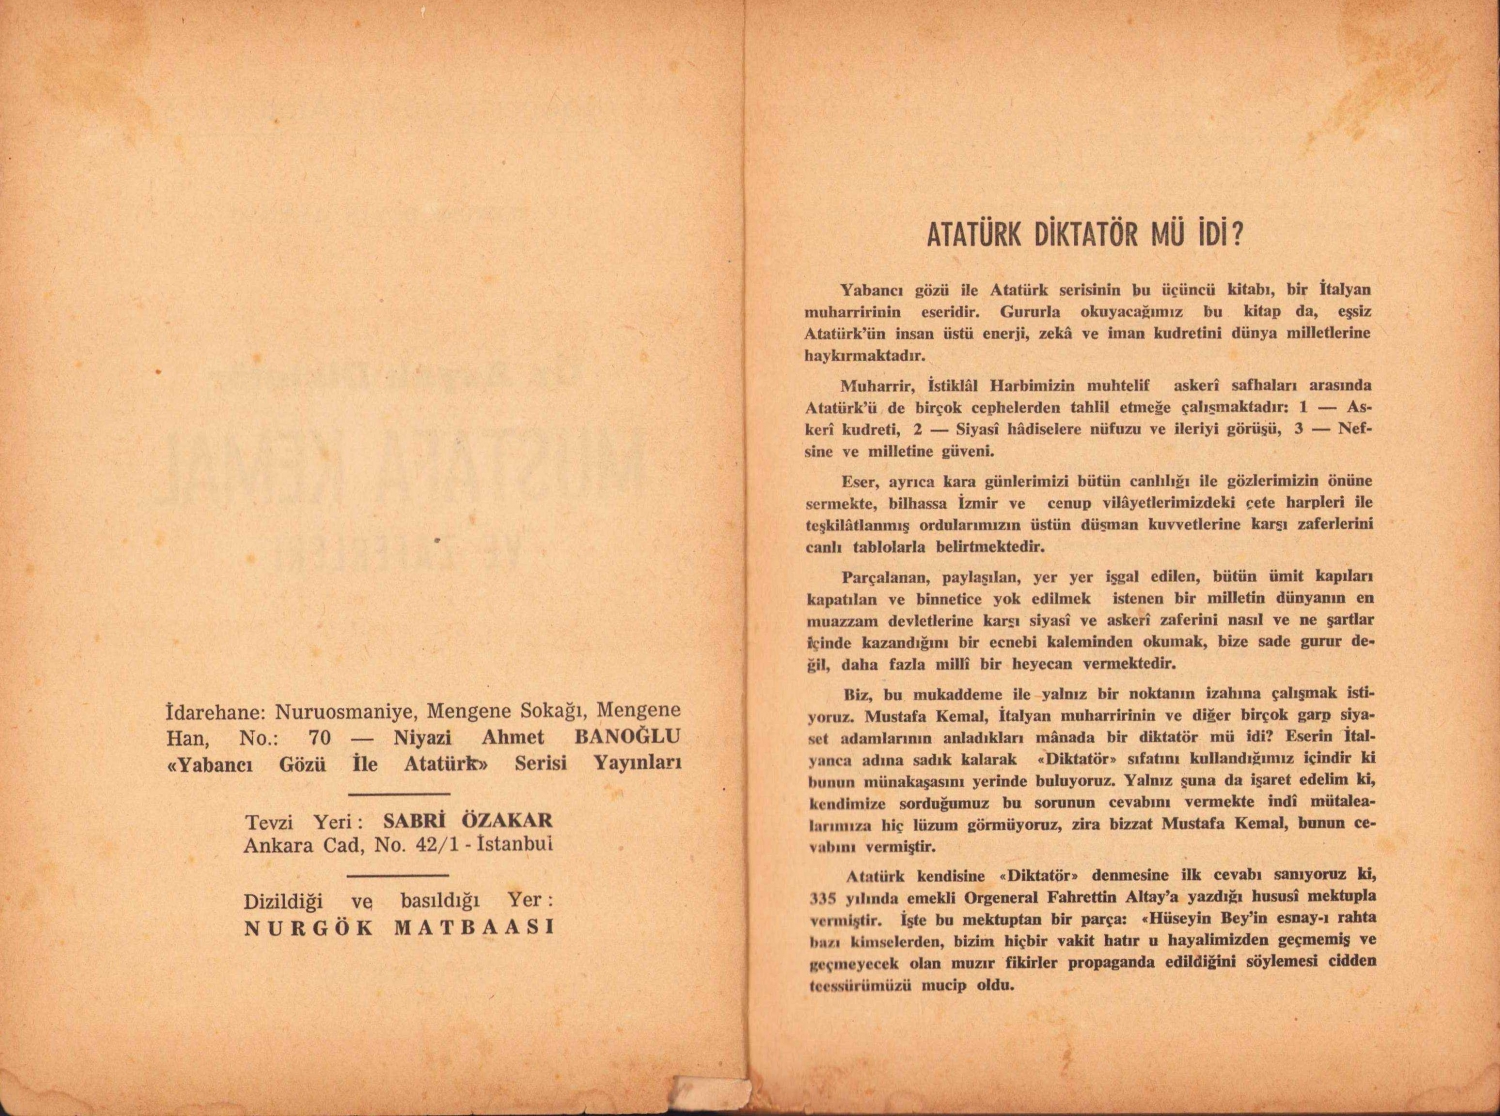 İdarehane: Nuruosmaniye, Mengene Sokağı, Mengene
Han, No.: 70 — Niyazi Ahmet BANOĞLU
«Yabancı Gözü İle Atatürk» Serisi Yayınları
Tevzi Yeri : SABRİ ÖZAKAR
Ankara Cad, No. 42/1 - İstanbul
Dizildiği ve basıldığı Yer :
NURGÖK MATBAASI
ATATÜRK DİKTATÖR MÜ İDİ?
Yabancı gözü ile Atatürk serisinin bu üçüncü kitabı, bir İtalyan
muharririnin eseridir. Gururla okuyacağımız bu kitap da, eşsiz
Atatürk'ün insan üstü enerji, zekâ ve iman kudretini dünya milletlerine
haykırmaktadır.
Muharrir, İstiklâl Harbimizin muhtelif askerî safhaları arasında
Atatürk'ü de birçok cephelerden tahlil etmeğe çalışmaktadır: 1 — As-
kerî kudreti, 2 — Siyasî hâdiselere nüfuzu ve ileriyi görüşü, 3 — Nef-
sine ve milletine güveni.
Eser, ayrıca kara günlerimizi bütün canlılığı ile gözlerimizin önüne
sermekte, bilhassa İzmir ve cenup vilâyetlerimizdeki çete harpleri ile
teşkilâtlanmış ordularımızın üstün düşman kuvvetlerine karşı zaferlerini
canlı tablolarla belirtmektedir.
Parçalanan, paylaşılan, yer yer işgal edilen, bütün ümit kapıları
kapatılan ve binnetice yok edilmek istenen bir milletin dünyanın en
muazzam devletlerine karşı siyasî ve askerî zaferini nasıl ve ne şartlar
içinde kazandığını bir ecnebi kaleminden okumak, bize sade gurur de-
ğil, daha fazla millî bir heyecan vermektedir.
Biz, bu mukaddeme ile yalnız bir noktanın izahına çalışmak isti-
yoruz. Mustafa Kemal, İtalyan muharririnin ve diğer birçok garp siya-
set adamlarının anladıkları mânada bir diktatör mü idi? Eserin İtal-
yanca adına sadık kalarak «Diktatör» sıfatını kullandığımız içindir ki
bunun münakaşasını yerinde buluyoruz. Yalnız şuna da işaret edelim ki,
kendimize sorduğumuz bu sorunun cevabını vermekte indî mütalea-
larımıza hiç lüzum görmüyoruz, zira bizzat Mustafa Kemal, bunun ce-
vabını vermiştir.
Atatürk kendisine «Diktatör» denmesine ilk cevabı sanıyoruz ki,
335 yılında emekli Orgeneral Fahrettin Altay'a yazdığı hususî mektupla
vermiştir. İşte bu mektuptan bir parça: «Hüseyin Bey'in esnay-ı rahta
bazı kimselerden, bizim hiçbir vakit hatır u hayalimizden geçmemiş ve
geçmeyecek olan muzır fikirler propaganda edildiğini söylemesi cidden
teessürümüzü mucip oldu.